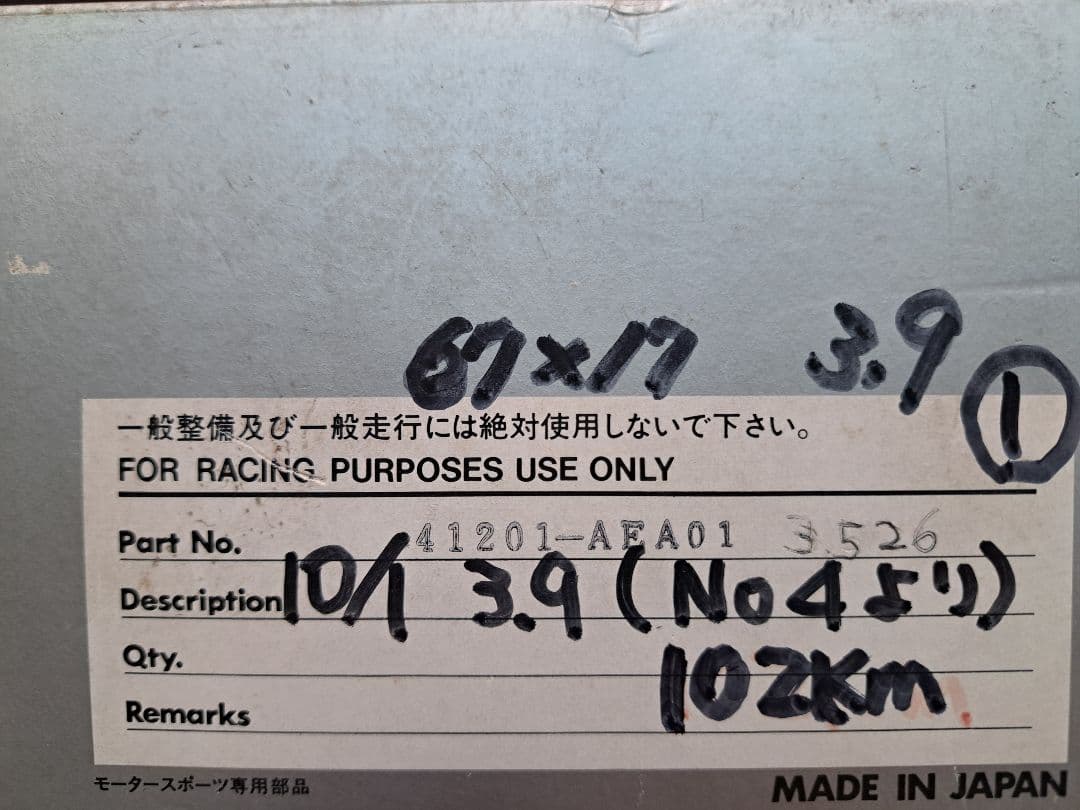 67×17 3.9 ①
一般整備及び一般走行には絶対使用しないで下さい。
FOR RACING PURPOSES USE ONLY
Part No. 41201-AEA01 3.526
Description 10/1 3.9 (No4より)
Qty.
102Km
Remarks
モータースポーツ専用部品
MADE IN JAPAN